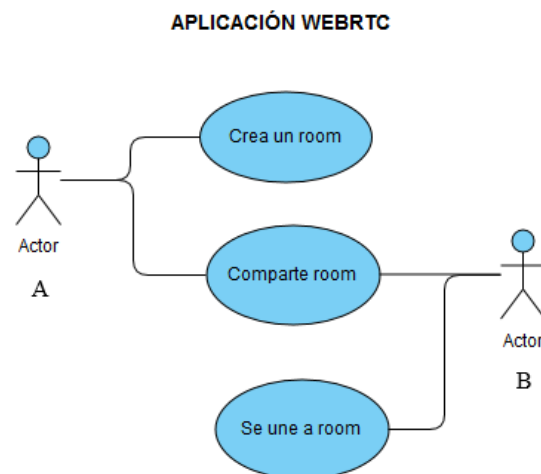 APLICACIÓN WEBRTC
Crea un room
Actor
A
Comparte room
Actor
B
Se une a room